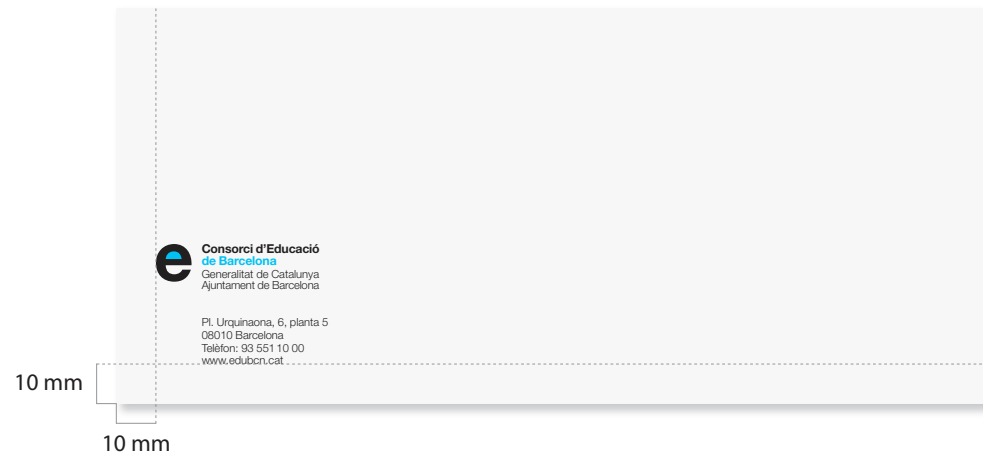 e
Consorci d'Educació
de Barcelona
Generalitat de Catalunya
Ajuntament de Barcelona
Pl. Urquinaona, 6, planta 5
08010 Barcelona
Telèfon: 93 551 10 00
www.edubcn.cat
10 mm
10 mm